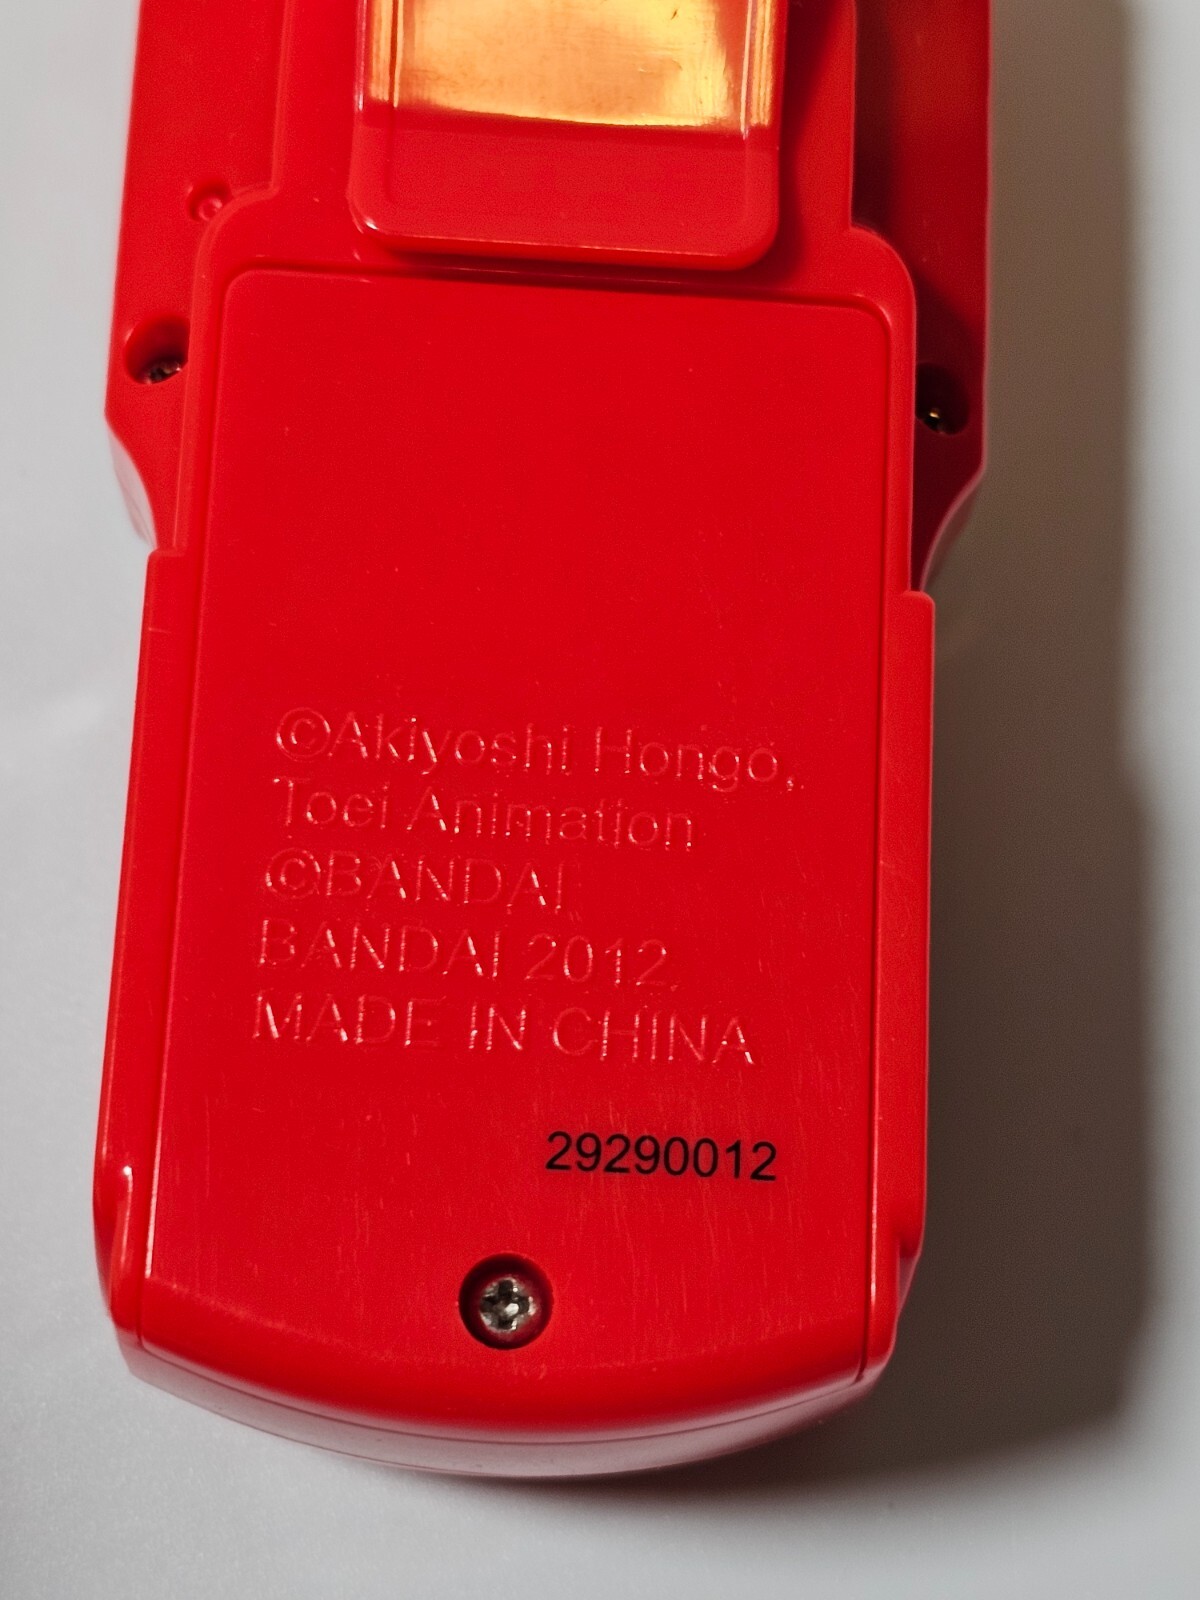 ©Akiyoshi Hongo,
Toei Animation
©BANDAI
BANDAI 2012
MADE IN CHINA
29290012